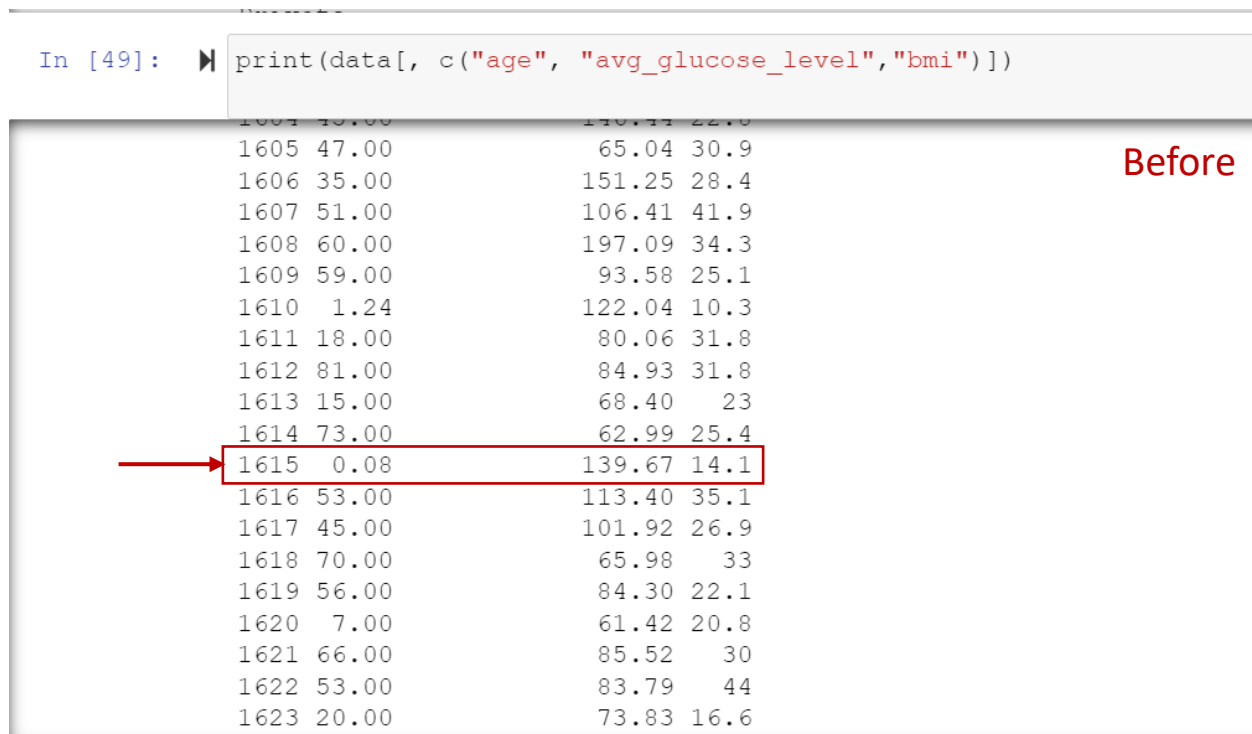 In [49]: print(data[, c("age", "avg_glucose_level","bmi")])
Before
1605 47.00 65.04 30.9
1606 35.00 151.25 28.4
1607 51.00 106.41 41.9
1608 60.00 197.09 34.3
1609 59.00 93.58 25.1
1610 1.24 122.04 10.3
1611 18.00 80.06 31.8
1612 81.00 84.93 31.8
1613 15.00 68.40 23
1614 73.00 62.99 25.4
1615 0.08 139.67 14.1
1616 53.00 113.40 35.1
1617 45.00 101.92 26.9
1618 70.00 65.98 33
1619 56.00 84.30 22.1
1620 7.00 61.42 20.8
1621 66.00 85.52 30
1622 53.00 83.79 44
1623 20.00 73.83 16.6